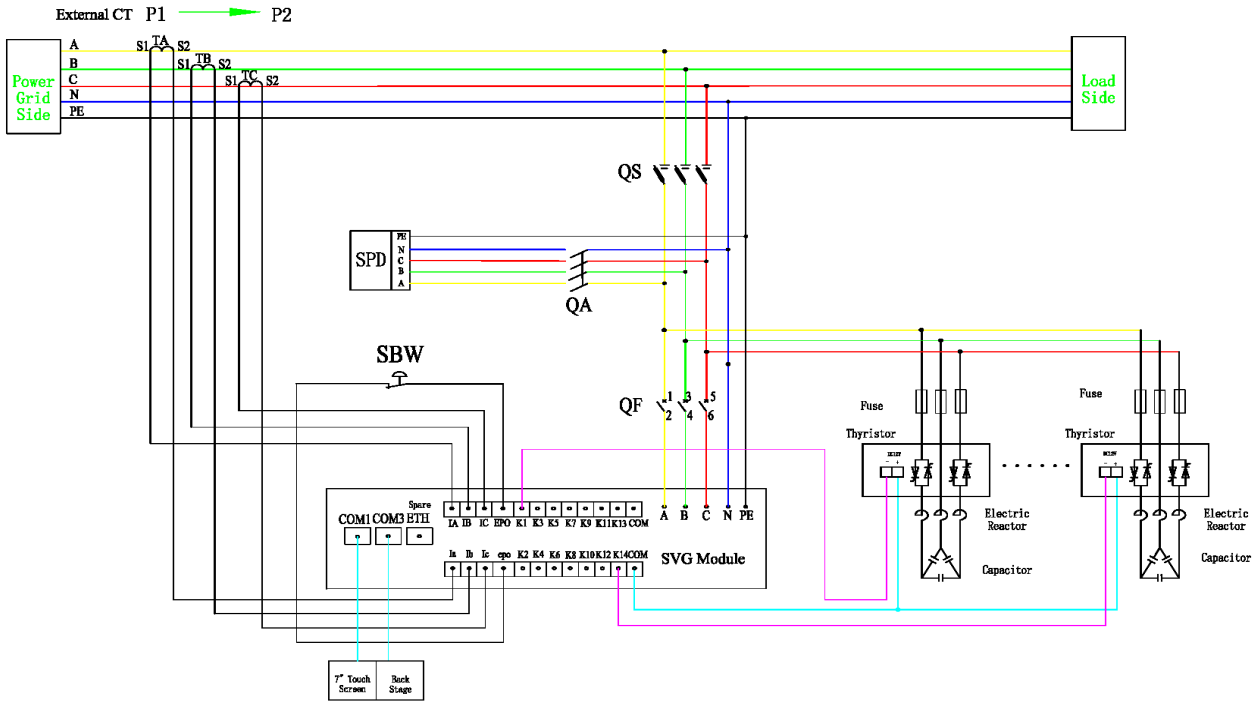 External CT P1 P2
S1 TA S2
S1 TB S2
S1 TC S2
A
B
C
N
PE
Power
Grid
Side
Load
Side
QS
SPD
PE
N
C
B
A
QA
SBW
QF
1 3 5
2 4 6
Fuse
Thyristor
DC12V
- +
Electric
Reactor
Capacitor
Fuse
Thyristor
DC12V
- +
Electric
Reactor
Capacitor
Spare
COM1 COM3 ETH
IA IB IC EPO K1 K3 K5 K7 K9 K11 K13 COM
A B C N PE
Ia Ib Ic epo K2 K4 K6 K8 K10 K12 K14 COM
SVG Module
7" Touch
Screen
Back
Stage